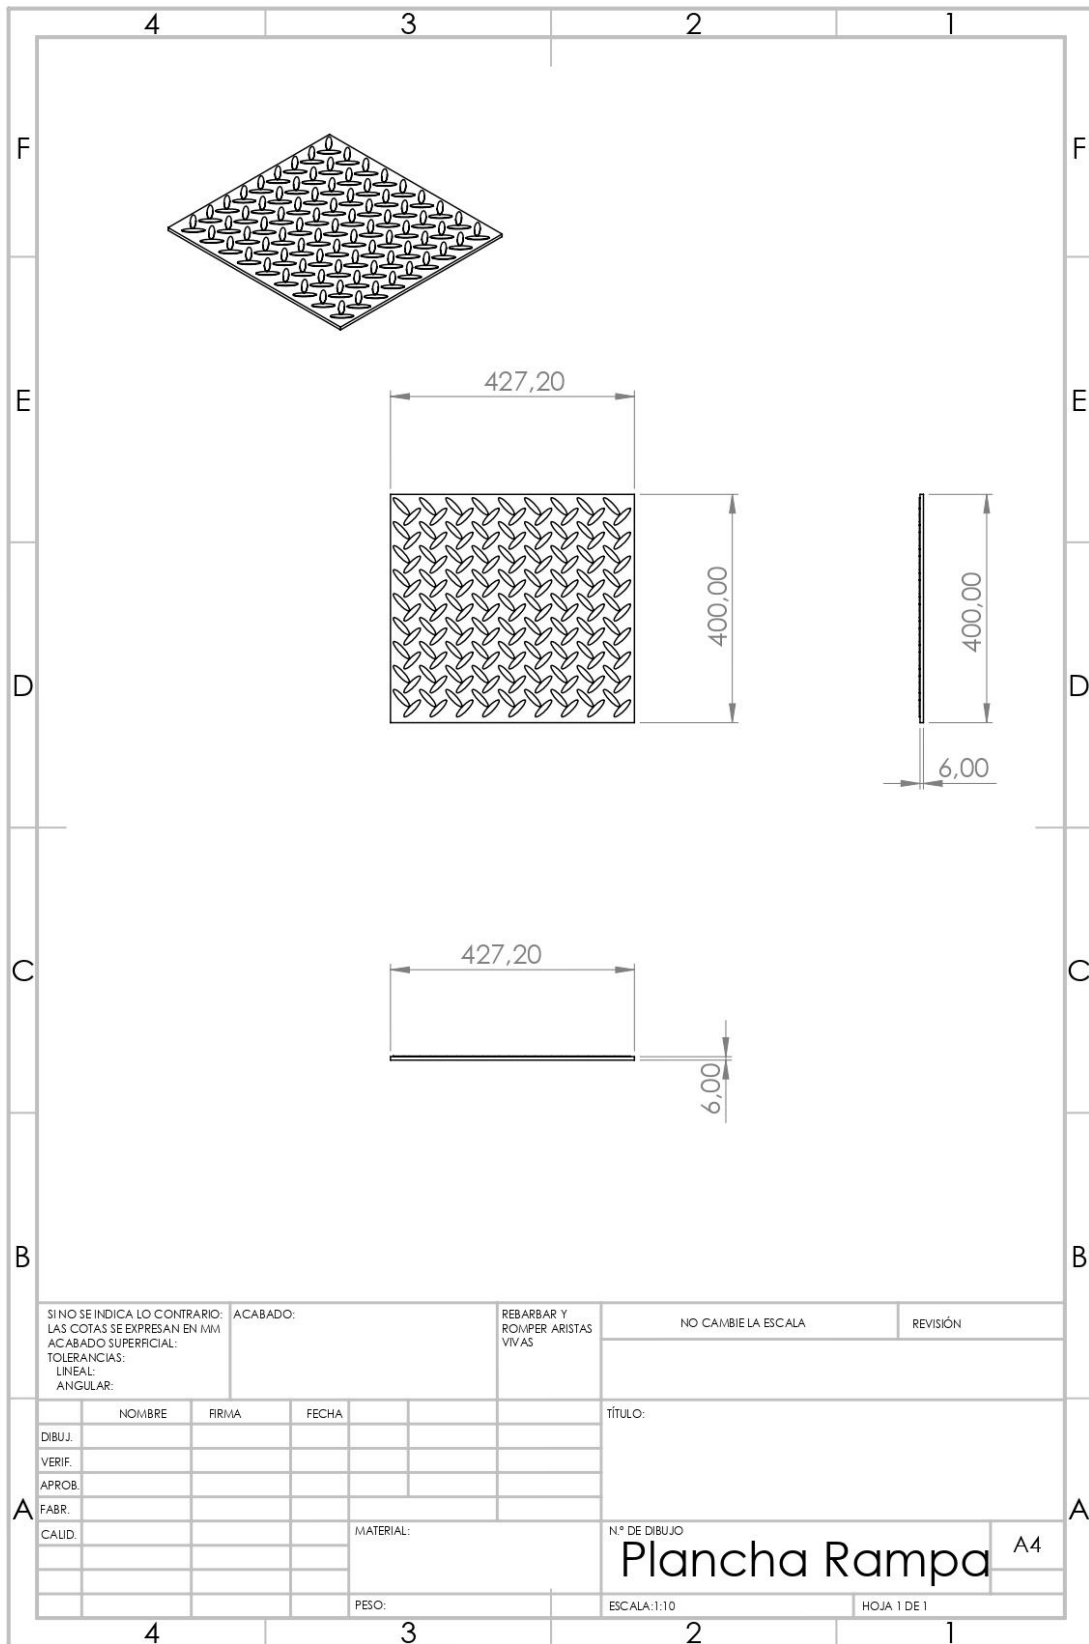 4 3 2 1
F F
E E
D D
C C
B B
A A
427,20
400,00
400,00
6,00
427,20
6,00
SI NO SE INDICA LO CONTRARIO:
LAS COTAS SE EXPRESAN EN MM
ACABADO SUPERFICIAL:
TOLERANCIAS:
LINEAL:
ANGULAR:
ACABADO:
REBARBAR Y
ROMPER ARISTAS
VIVAS
NO CAMBIE LA ESCALA
REVISIÓN
NOMBRE FIRMA FECHA
DIBUJ.
VERIF.
APROB.
FABR.
CALID.
TÍTULO:
MATERIAL:
N.º DE DIBUJO
Plancha Rampa
A4
PESO:
ESCALA:1:10
HOJA 1 DE 1
4 3 2 1